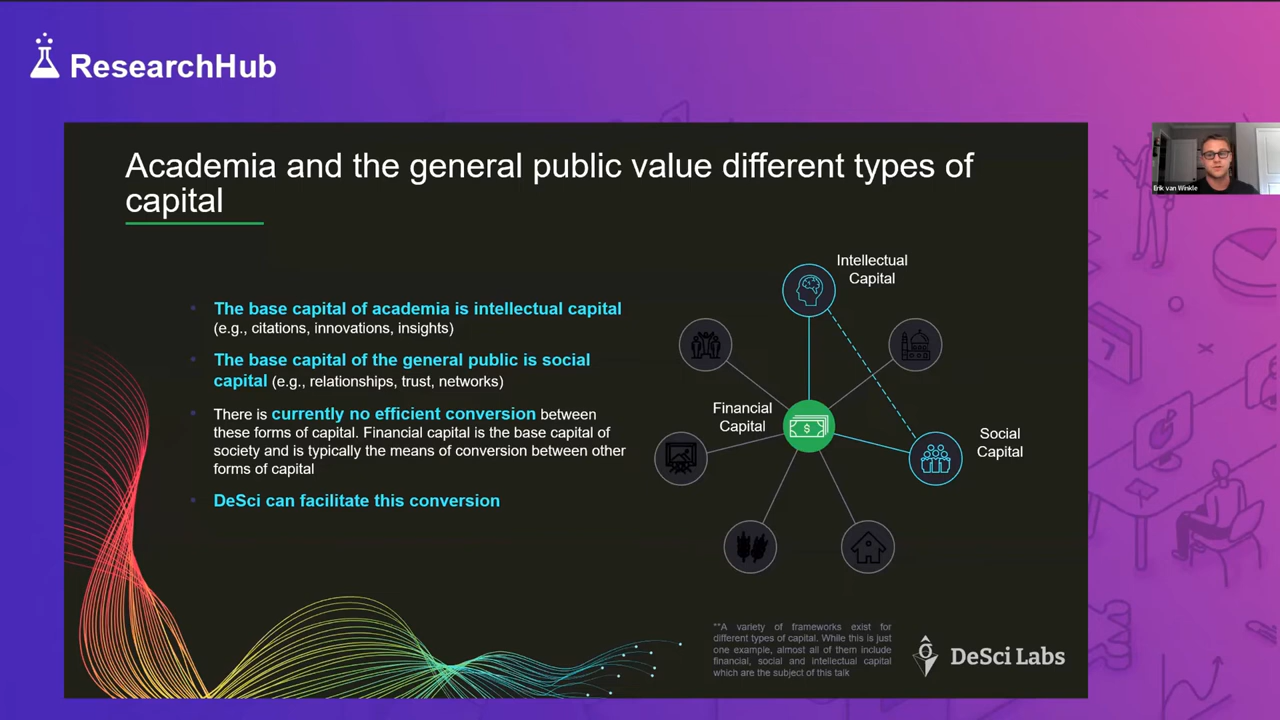 ResearchHub
Academia and the general public value different types of
capital
The base capital of academia is intellectual capital
(e.g., citations, innovations, insights)
The base capital of the general public is social
capital (e.g., relationships, trust, networks)
There is currently no efficient conversion between
these forms of capital. Financial capital is the base capital of
society and is typically the means of conversion between other
forms of capital
DeSci can facilitate this conversion
Intellectual
Capital
Financial
Capital
$
Social
Capital
**A variety of frameworks exist for
different types of capital. While this is just
one example, almost all of them include
financial, social and intellectual capital
which are the subject of this talk
DeSci Labs
Erik van Winkle
7